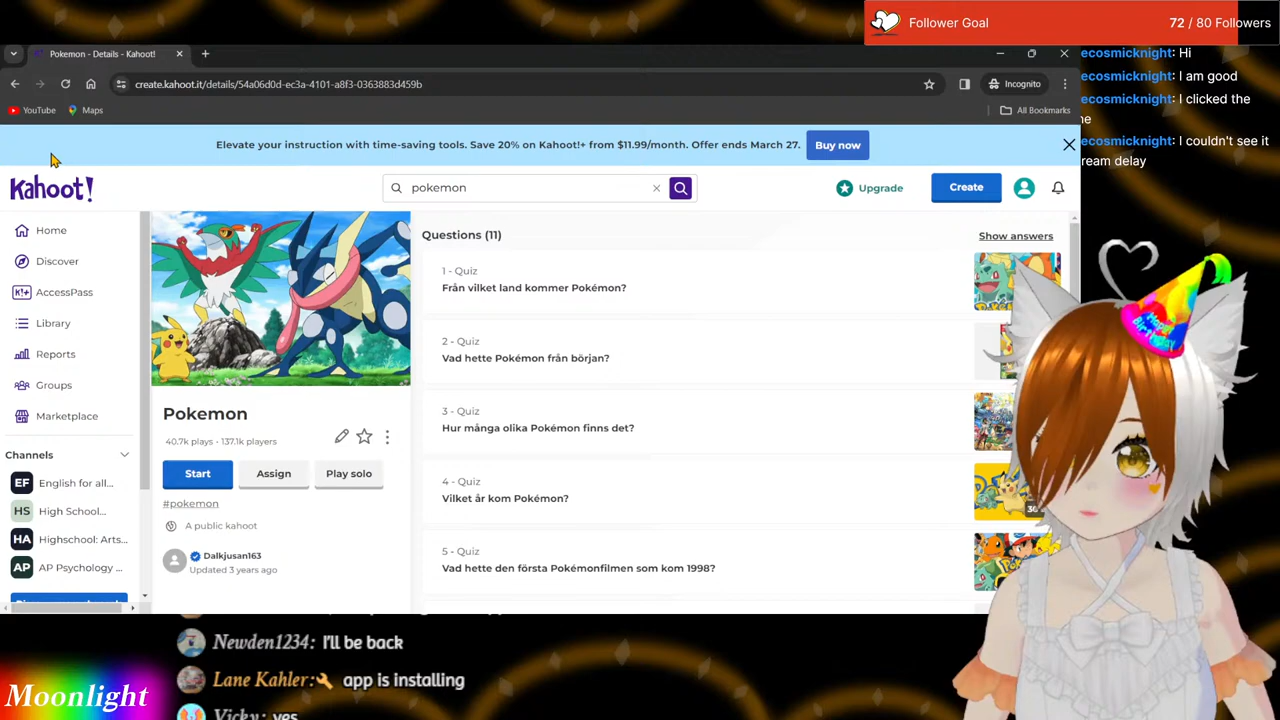 Follower Goal
72 / 80 Followers
Pokemon - Details - Kahoot!
create.kahoot.it/details/54a06d0d-ec3a-4101-a8f3-0363883d459b
Incognito
YouTube
Maps
All Bookmarks
ecosmicknight: Hi
ecosmicknight: I am good
ecosmicknight: I clicked the
ne
ecosmicknight: I couldn't see it
ream delay
Elevate your instruction with time-saving tools. Save 20% on Kahoot!+ from $11.99/month. Offer ends March 27.
Buy now
Kahoot!
pokemon
Upgrade
Create
Home
Discover
K!+
AccessPass
Library
Reports
Groups
Marketplace
Channels
EF English for all...
HS High School...
HA Highschool: Arts...
AP AP Psychology ...
Pokemon
40.7k plays · 137.1k players
Start
Assign
Play solo
#pokemon
A public kahoot
Dalkjusan163
Updated 3 years ago
Questions (11)
Show answers
1 - Quiz
Från vilket land kommer Pokémon?
2 - Quiz
Vad hette Pokémon från början?
3 - Quiz
Hur många olika Pokémon finns det?
4 - Quiz
Vilket år kom Pokémon?
5 - Quiz
Vad hette den första Pokémonfilmen som kom 1998?
Happy
Birthday
Newden1234: I'll be back
Lane Kahler: app is installing
Vicky: yes
Moonlight